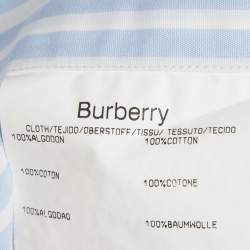 Burberry
CLOTH/TEJIDO/OBERSTOFF/TISSU/ TESSUTO/TECIDO
100%ALGODON 100%COTTON
100%COTON 100%COTONE
100%ALGODAO 100%BAUMWOLLE